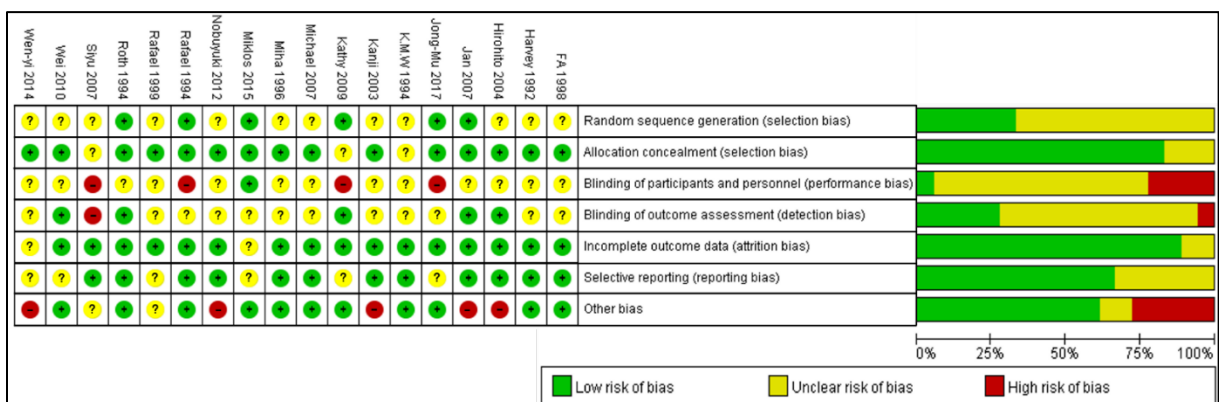 Wen-yi 2014
Wei 2010
Siyu 2007
Roth 1994
Rafael 1999
Rafael 1994
Nobuyuki 2012
Miklos 2015
Miha 1996
Michael 2007
Kathy 2009
Kanji 2003
K.M.W 1994
Jong-Mu 2017
Jan 2007
Hirohito 2004
Harvey 1992
FA 1998
? ? ? + ? + ? + ? ? + ? ? + + ? ? ? Random sequence generation (selection bias)
+ + ? + + + + + + + ? + ? + + + + + Allocation concealment (selection bias)
? ? - ? ? - ? + ? ? - ? ? - ? ? ? ? Blinding of participants and personnel (performance bias)
? + - + ? ? ? ? ? ? + ? ? ? + + ? ? Blinding of outcome assessment (detection bias)
? + + + + + + ? + + + + + + + + + + Incomplete outcome data (attrition bias)
? ? + + ? + + ? + + ? + + ? + + + + Selective reporting (reporting bias)
- + ? + ? + - + + + + - + + - - + + Other bias
0% 25% 50% 75% 100%
Low risk of bias Unclear risk of bias High risk of bias